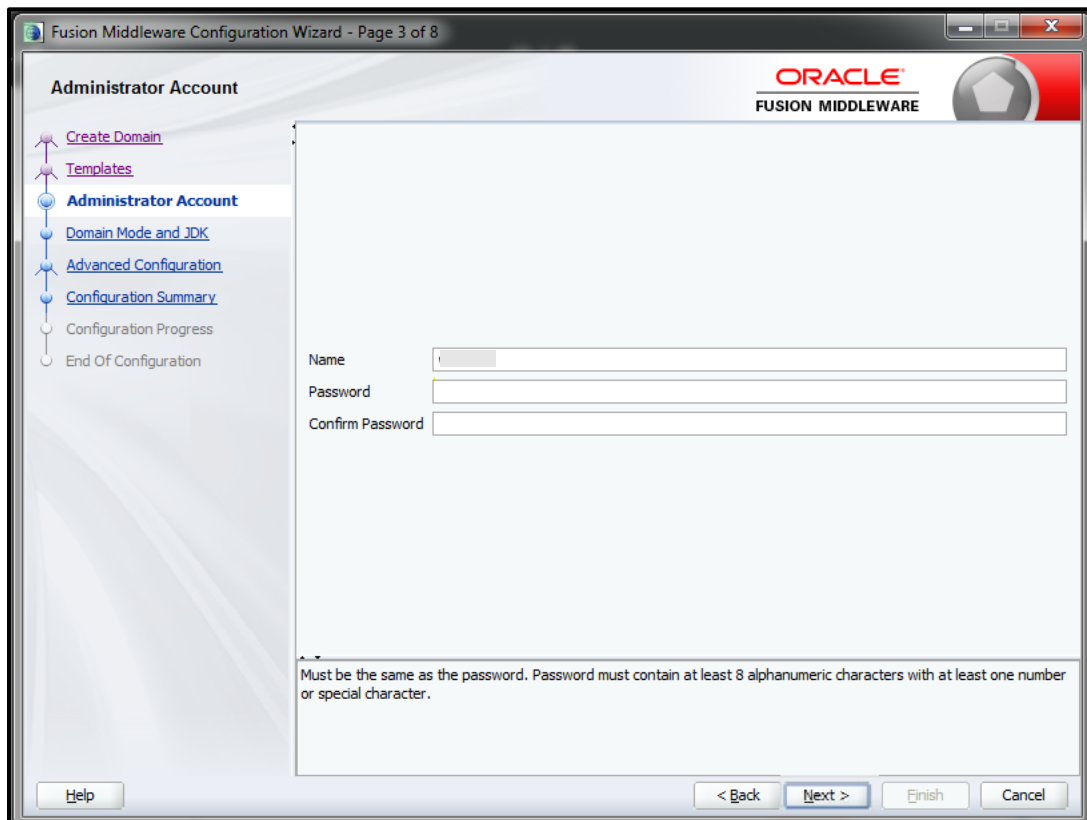 Fusion Middleware Configuration Wizard - Page 3 of 8
Administrator Account
ORACLE
FUSION MIDDLEWARE
Create Domain
Templates
Administrator Account
Domain Mode and JDK
Advanced Configuration
Configuration Summary
Configuration Progress
End Of Configuration
Name
Password
Confirm Password
Must be the same as the password. Password must contain at least 8 alphanumeric characters with at least one number
or special character.
Help
< Back
Next >
Finish
Cancel